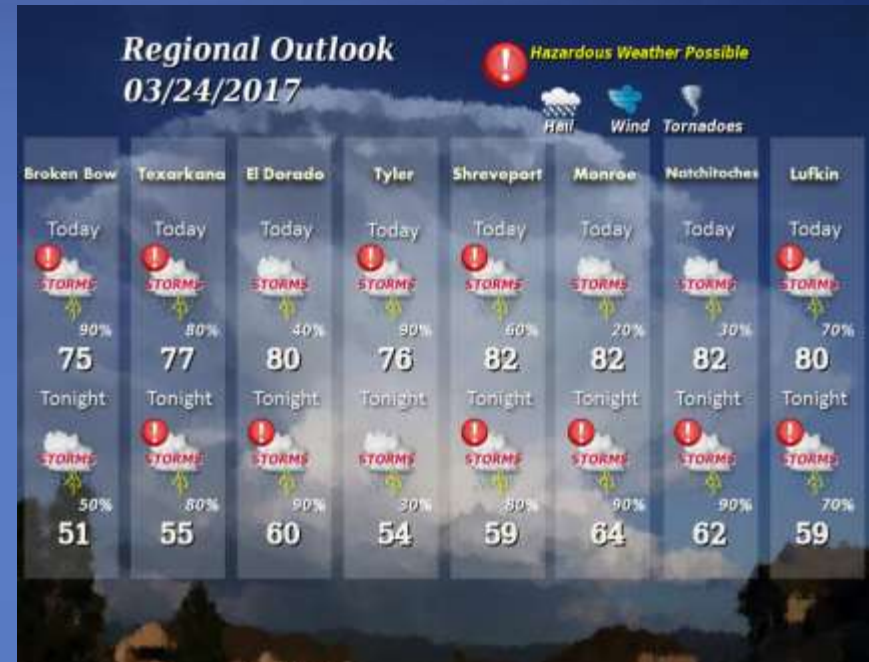 Regional Outlook
03/24/2017
Hazardous Weather Possible
Hail Wind Tornadoes
Broken Bow Texarkana El Dorado Tyler Shreveport Monroe Natchitoches Lufkin
Today Today Today Today Today Today Today Today
! ! ! ! !
STORMS STORMS STORMS STORMS STORMS STORMS STORMS STORMS
90% 80% 40% 90% 60% 20% 30% 70%
75 77 80 76 82 82 82 80
Tonight Tonight Tonight Tonight Tonight Tonight Tonight Tonight
! ! ! ! ! !
STORMS STORMS STORMS STORMS STORMS STORMS STORMS STORMS
50% 80% 90% 30% 80% 90% 90% 70%
51 55 60 54 59 64 62 59